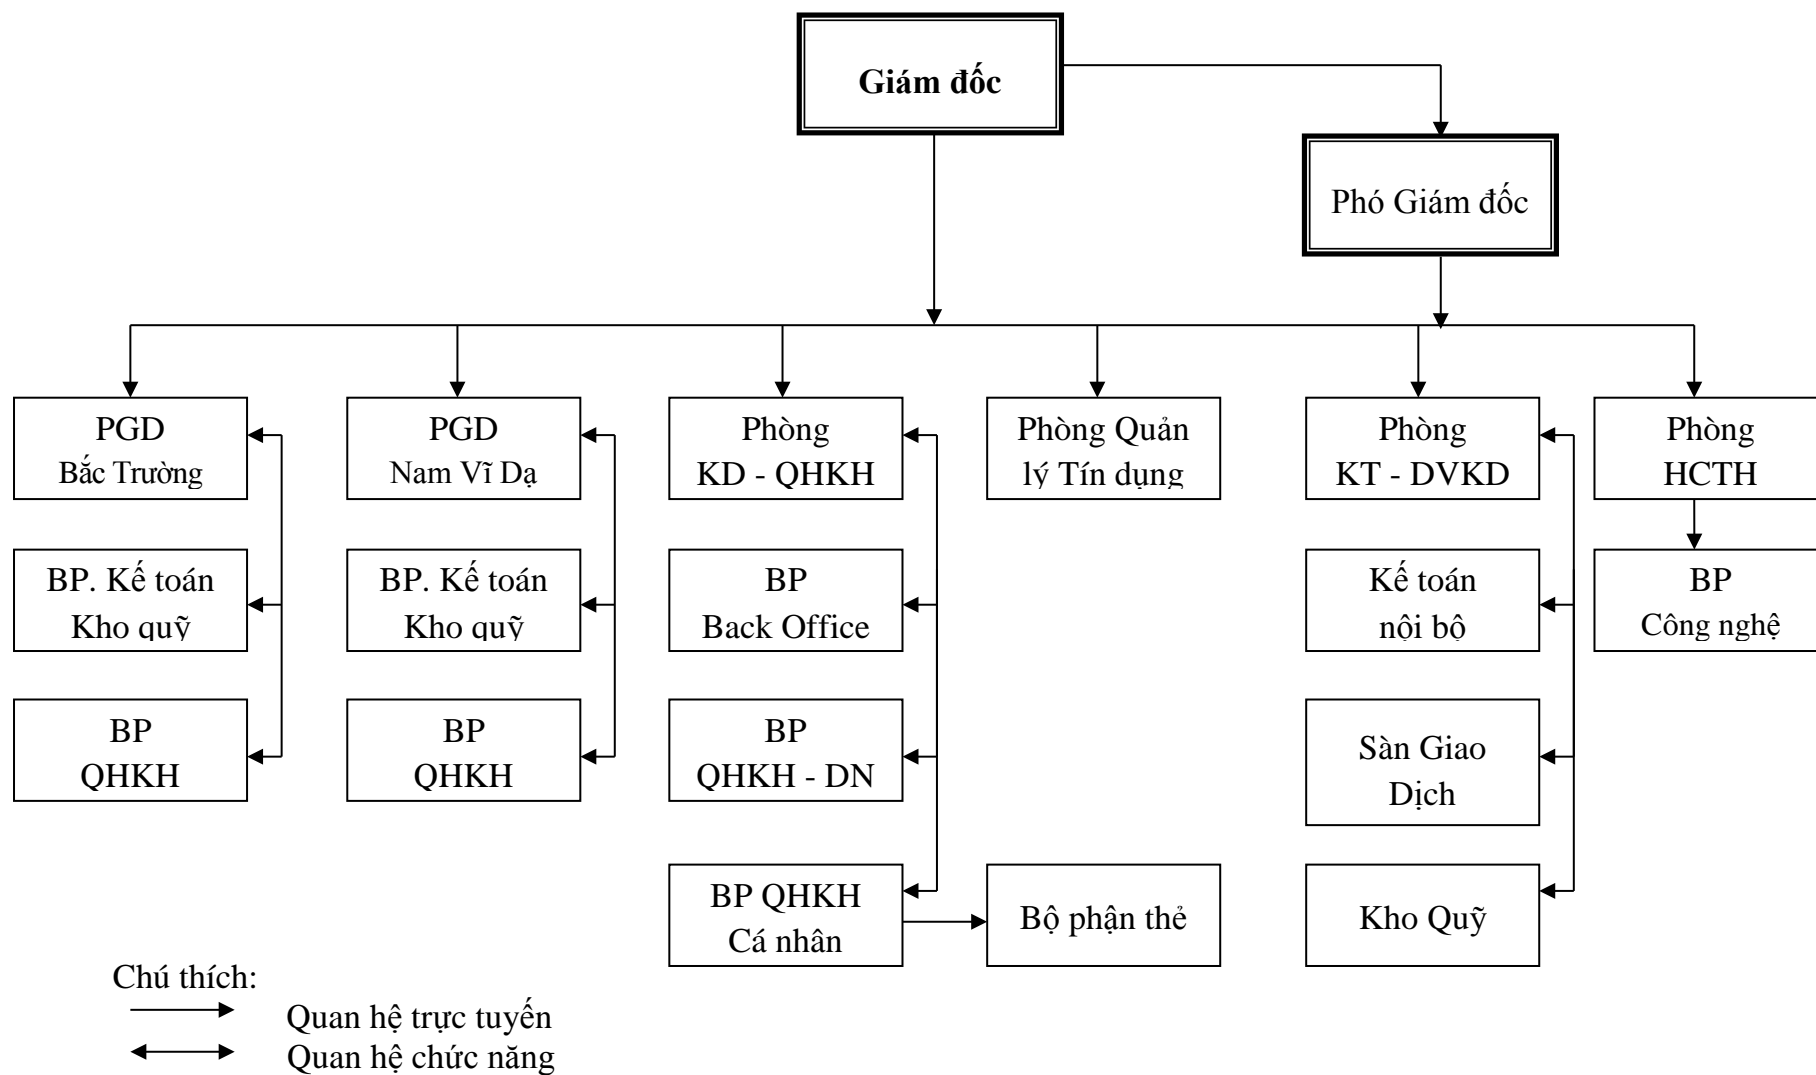 Giám đốc
Phó Giám đốc
PGD
Bắc Trường
PGD
Nam Vĩ Dạ
Phòng
KD - QHKH
Phòng Quản
lý Tín dụng
Phòng
KT - DVKD
Phòng
HCTH
BP. Kế toán
Kho quỹ
BP. Kế toán
Kho quỹ
BP
Back Office
Kế toán
nội bộ
BP
Công nghệ
BP
QHKH
BP
QHKH
BP
QHKH - DN
Sàn Giao
Dịch
BP QHKH
Cá nhân
Bộ phận thẻ
Kho Quỹ
Chú thích:
Quan hệ trực tuyến
Quan hệ chức năng